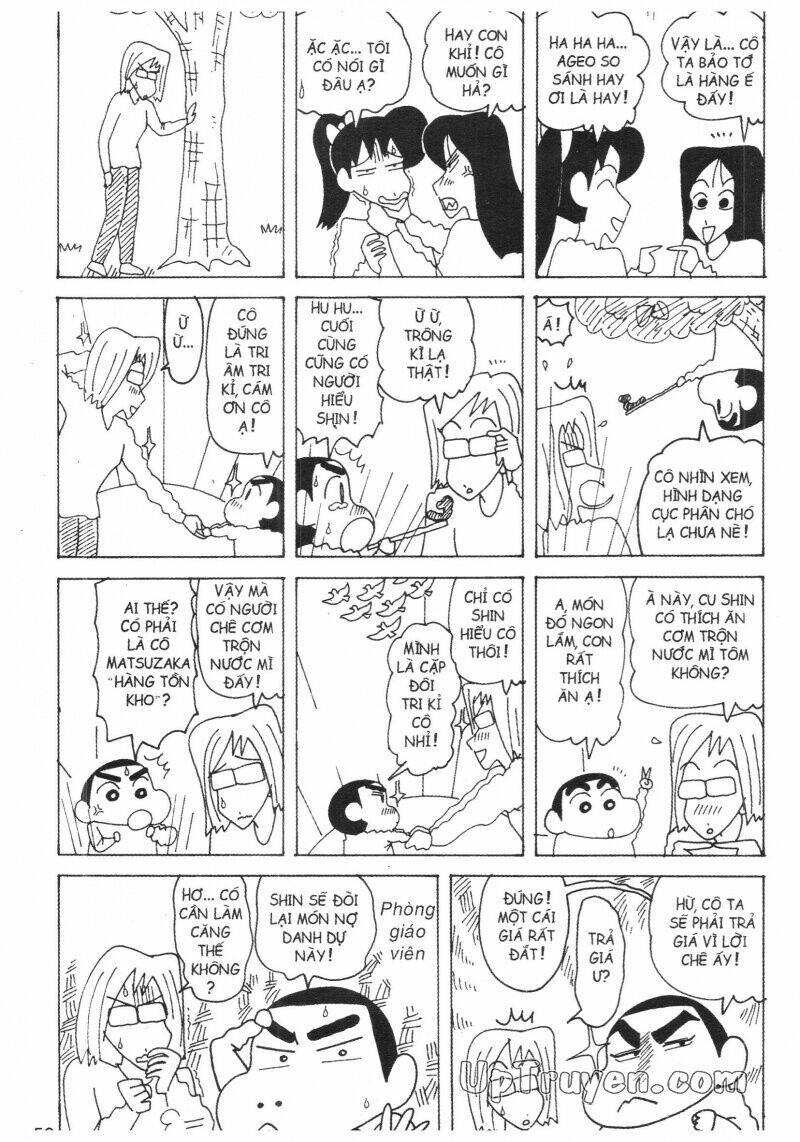 VẬY LÀ... CÔ
TA BẢO TỚ
LÀ HÀNG Ế
ĐẤY!
HA HA HA...
AGEO SO
SÁNH HAY
ƠI LÀ HAY!
HAY CON
KHỈ! CÔ
MUỐN GÌ
HẢ?
ẶC ẶC... TÔI
CÓ NÓI GÌ
ĐÂU Ạ?
Á!
CÔ NHÌN XEM,
HÌNH DẠNG
CỤC PHÂN CHÓ
LẠ CHƯA NÈ!
Ừ Ừ,
TRÔNG
KÌ LẠ
THẬT!
HU HU...
CUỐI
CÙNG
CŨNG CÓ
NGƯỜI
HIỂU
SHIN!
CÔ
ĐÚNG
LÀ TRI
ÂM TRI
KỈ, CÁM
ƠN CÔ
Ạ!
Ừ
Ừ...
À NÀY, CU SHIN
CÓ THÍCH ĂN
CƠM TRỘN
NƯỚC MÌ TÔM
KHÔNG?
A, MÓN
ĐÓ NGON
LẮM, CON
RẤT
THÍCH
ĂN Ạ!
CHỈ CÓ
SHIN
HIỂU CÔ
THÔI!
MÌNH
LÀ CẶP
ĐÔI
TRI KỈ
CÔ
NHỈ!
VẬY MÀ
CÓ NGƯỜI
CHÊ CƠM
TRỘN
NƯỚC MÌ
ĐẤY!
AI THẾ?
CÓ PHẢI
LÀ CÔ
MATSUZAKA
"HÀNG TỒN
KHO"?
HỪ, CÔ TA
SẼ PHẢI TRẢ
GIÁ VÌ LỜI
CHÊ ẤY!
TRẢ
GIÁ
Ư?
ĐÚNG!
MỘT CÁI
GIÁ RẤT
ĐẮT!
Phòng
giáo
viên
SHIN SẼ ĐÒI
LẠI MÓN NỢ
DANH DỰ
NÀY!
HƠ... CÓ
CẦN LÀM
CĂNG
THẾ
KHÔNG?
UpTruyen.com